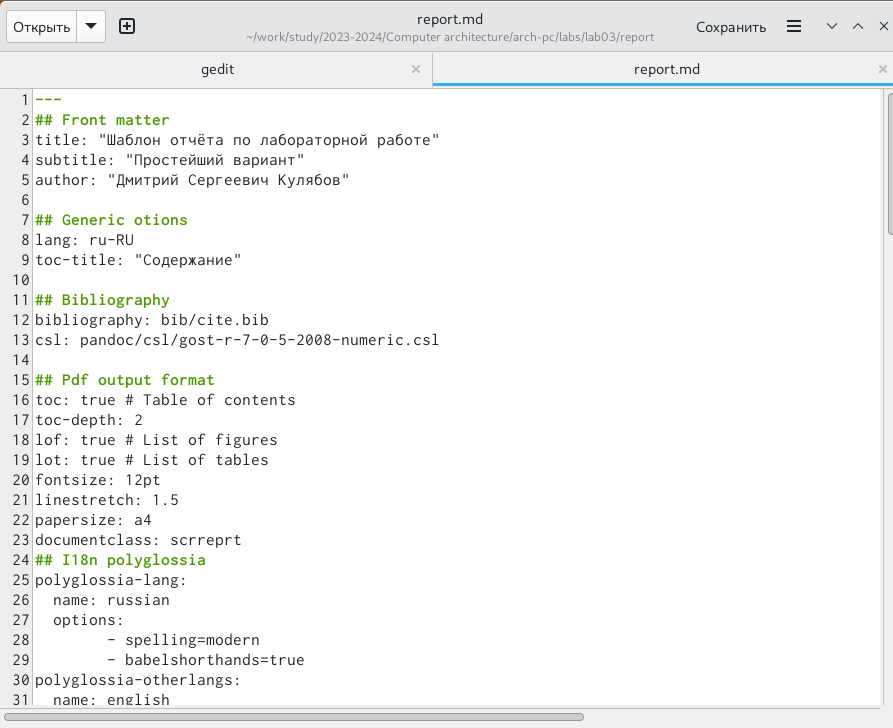 Открыть
report.md
~/work/study/2023-2024/Computer architecture/arch-pc/labs/lab03/report
Сохранить
gedit
report.md
1 ---
2 ## Front matter
3 title: "Шаблон отчёта по лабораторной работе"
4 subtitle: "Простейший вариант"
5 author: "Дмитрий Сергеевич Кулябов"
6
7 ## Generic otions
8 lang: ru-RU
9 toc-title: "Содержание"
10
11 ## Bibliography
12 bibliography: bib/cite.bib
13 csl: pandoc/csl/gost-r-7-0-5-2008-numeric.csl
14
15 ## Pdf output format
16 toc: true # Table of contents
17 toc-depth: 2
18 lof: true # List of figures
19 lot: true # List of tables
20 fontsize: 12pt
21 linestretch: 1.5
22 papersize: a4
23 documentclass: scrreprt
24 ## I18n polyglossia
25 polyglossia-lang:
26   name: russian
27   options:
28         - spelling=modern
29         - babelshorthands=true
30 polyglossia-otherlangs:
31   name: english